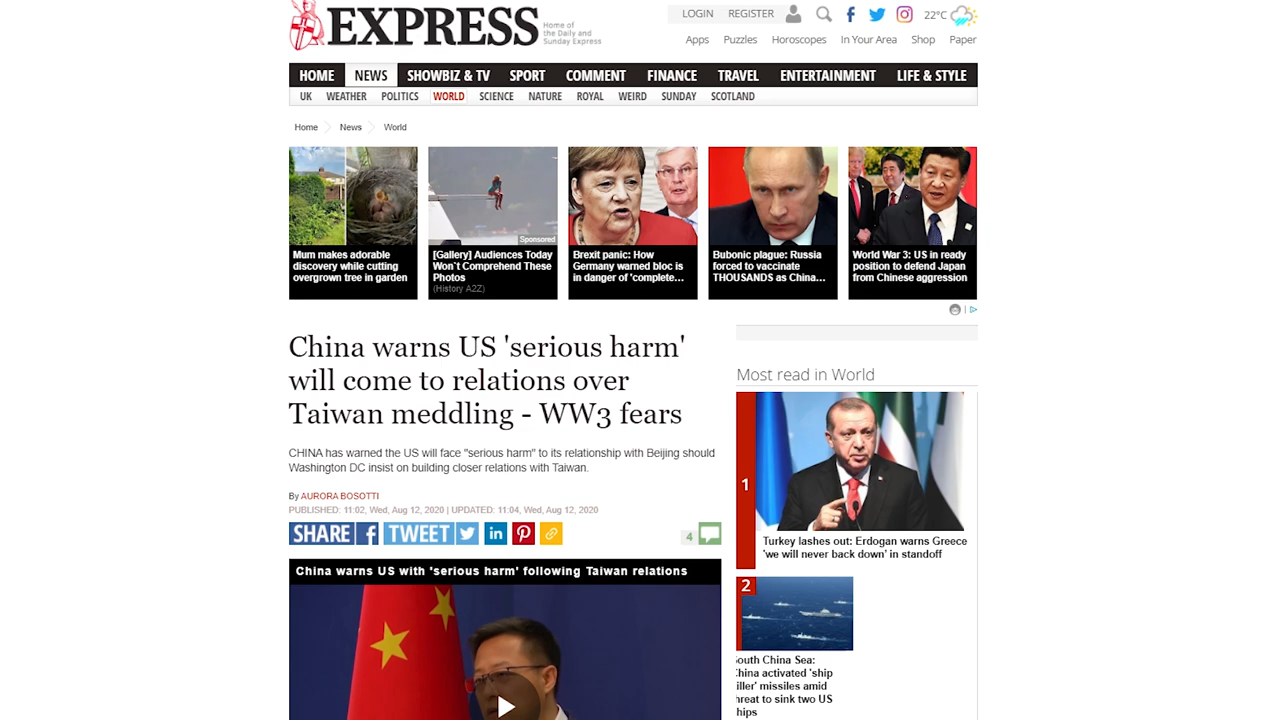 EXPRESS
Home of
the Daily and
Sunday Express
LOGIN REGISTER
22°C
Apps Puzzles Horoscopes In Your Area Shop Paper
HOME NEWS SHOWBIZ & TV SPORT COMMENT FINANCE TRAVEL ENTERTAINMENT LIFE & STYLE
UK WEATHER POLITICS WORLD SCIENCE NATURE ROYAL WEIRD SUNDAY SCOTLAND
Home News World
Mum makes adorable
discovery while cutting
overgrown tree in garden
Sponsored
[Gallery] Audiences Today
Won`t Comprehend These
Photos
(History A2Z)
Brexit panic: How
Germany warned bloc is
in danger of 'complete...
Bubonic plague: Russia
forced to vaccinate
THOUSANDS as China...
World War 3: US in ready
position to defend Japan
from Chinese aggression
China warns US 'serious harm'
will come to relations over
Taiwan meddling - WW3 fears
CHINA has warned the US will face "serious harm" to its relationship with Beijing should
Washington DC insist on building closer relations with Taiwan.
By AURORA BOSOTTI
PUBLISHED: 11:02, Wed, Aug 12, 2020 | UPDATED: 11:04, Wed, Aug 12, 2020
SHARE f TWEET in
4
China warns US with 'serious harm' following Taiwan relations
Most read in World
1
Turkey lashes out: Erdogan warns Greece
'we will never back down' in standoff
2
South China Sea:
China activated 'ship
killer' missiles amid
threat to sink two US
ships